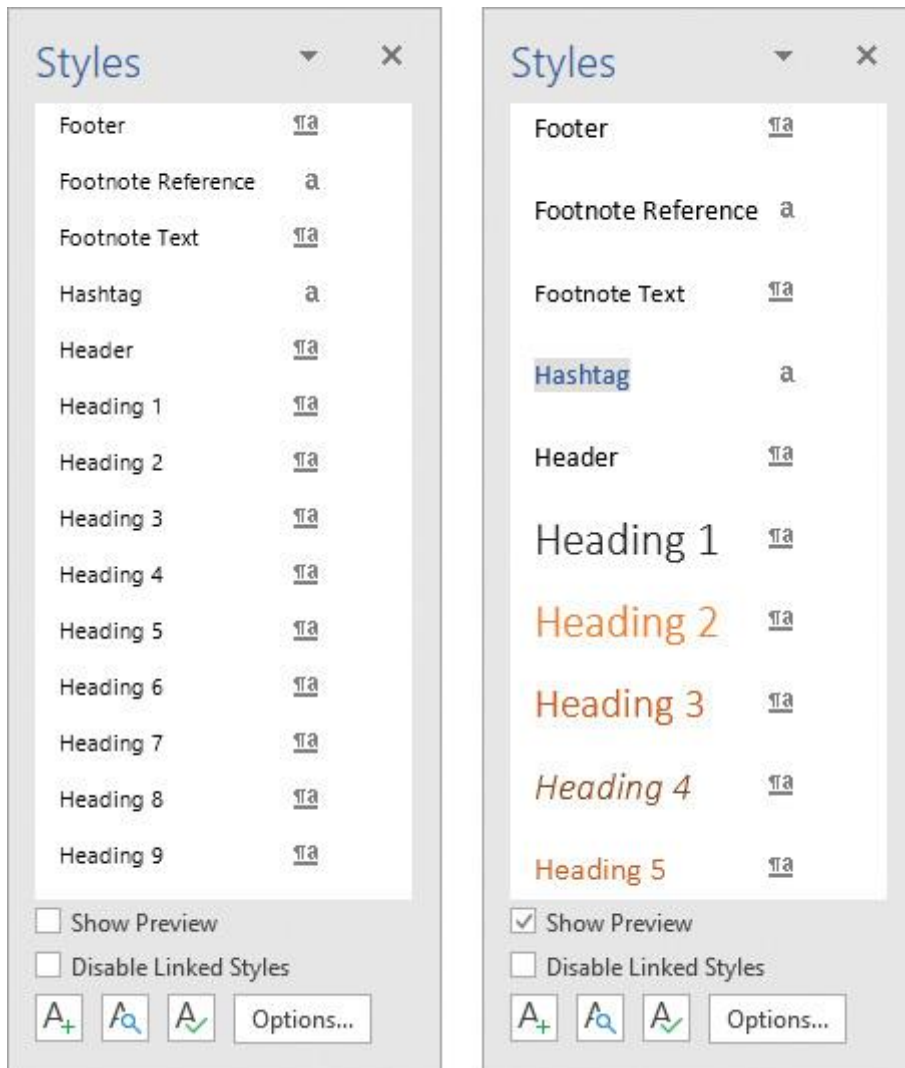 Styles
Footer ¶a
Footnote Reference a
Footnote Text ¶a
Hashtag a
Header ¶a
Heading 1 ¶a
Heading 2 ¶a
Heading 3 ¶a
Heading 4 ¶a
Heading 5 ¶a
Heading 6 ¶a
Heading 7 ¶a
Heading 8 ¶a
Heading 9 ¶a
Show Preview
Disable Linked Styles
Options...
Styles
Footer ¶a
Footnote Reference a
Footnote Text ¶a
Hashtag a
Header ¶a
Heading 1 ¶a
Heading 2 ¶a
Heading 3 ¶a
Heading 4 ¶a
Heading 5 ¶a
Show Preview
Disable Linked Styles
Options...